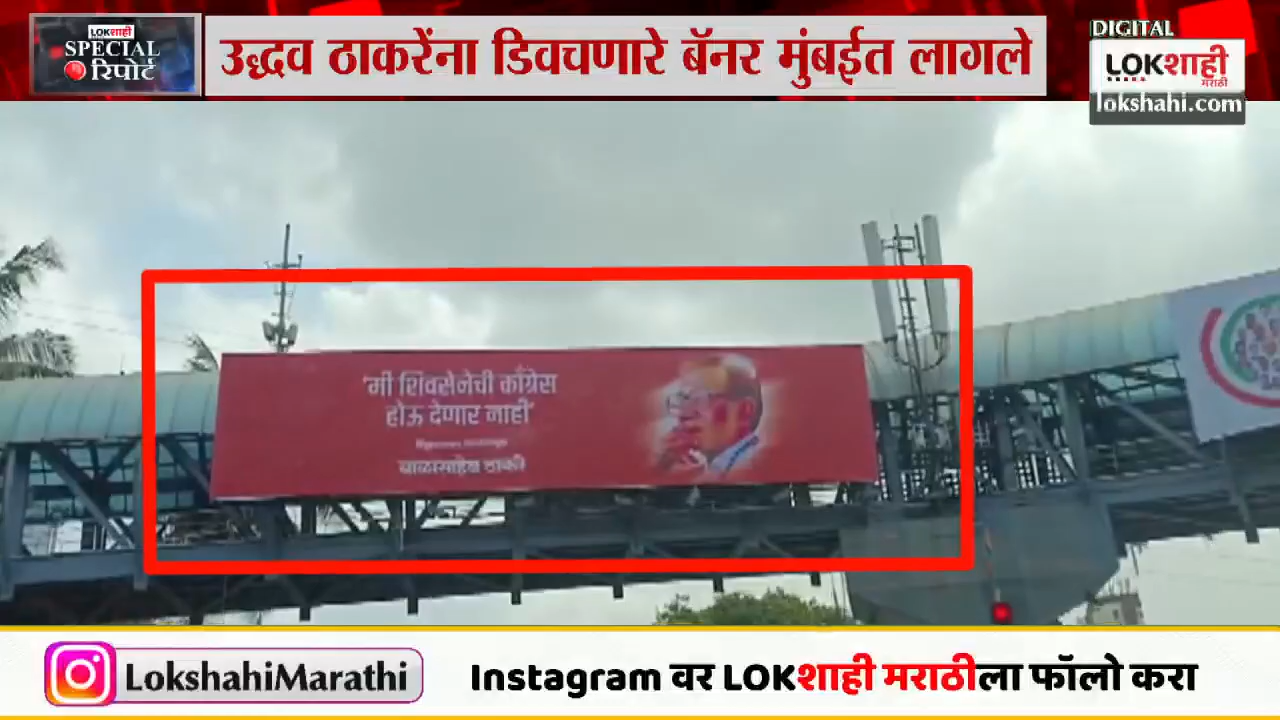 LOKशाही
SPECIAL
रिपोर्ट
उद्धव ठाकरेंना डिवचणारे बॅनर मुंबईत लागले
DIGITAL
LOKशाही
मराठी
lokshahi.com
'मी शिवसेनेची काँग्रेस
होऊ देणार नाही'
LokshahiMarathi
Instagram वर LOKशाही मराठीला फॉलो करा